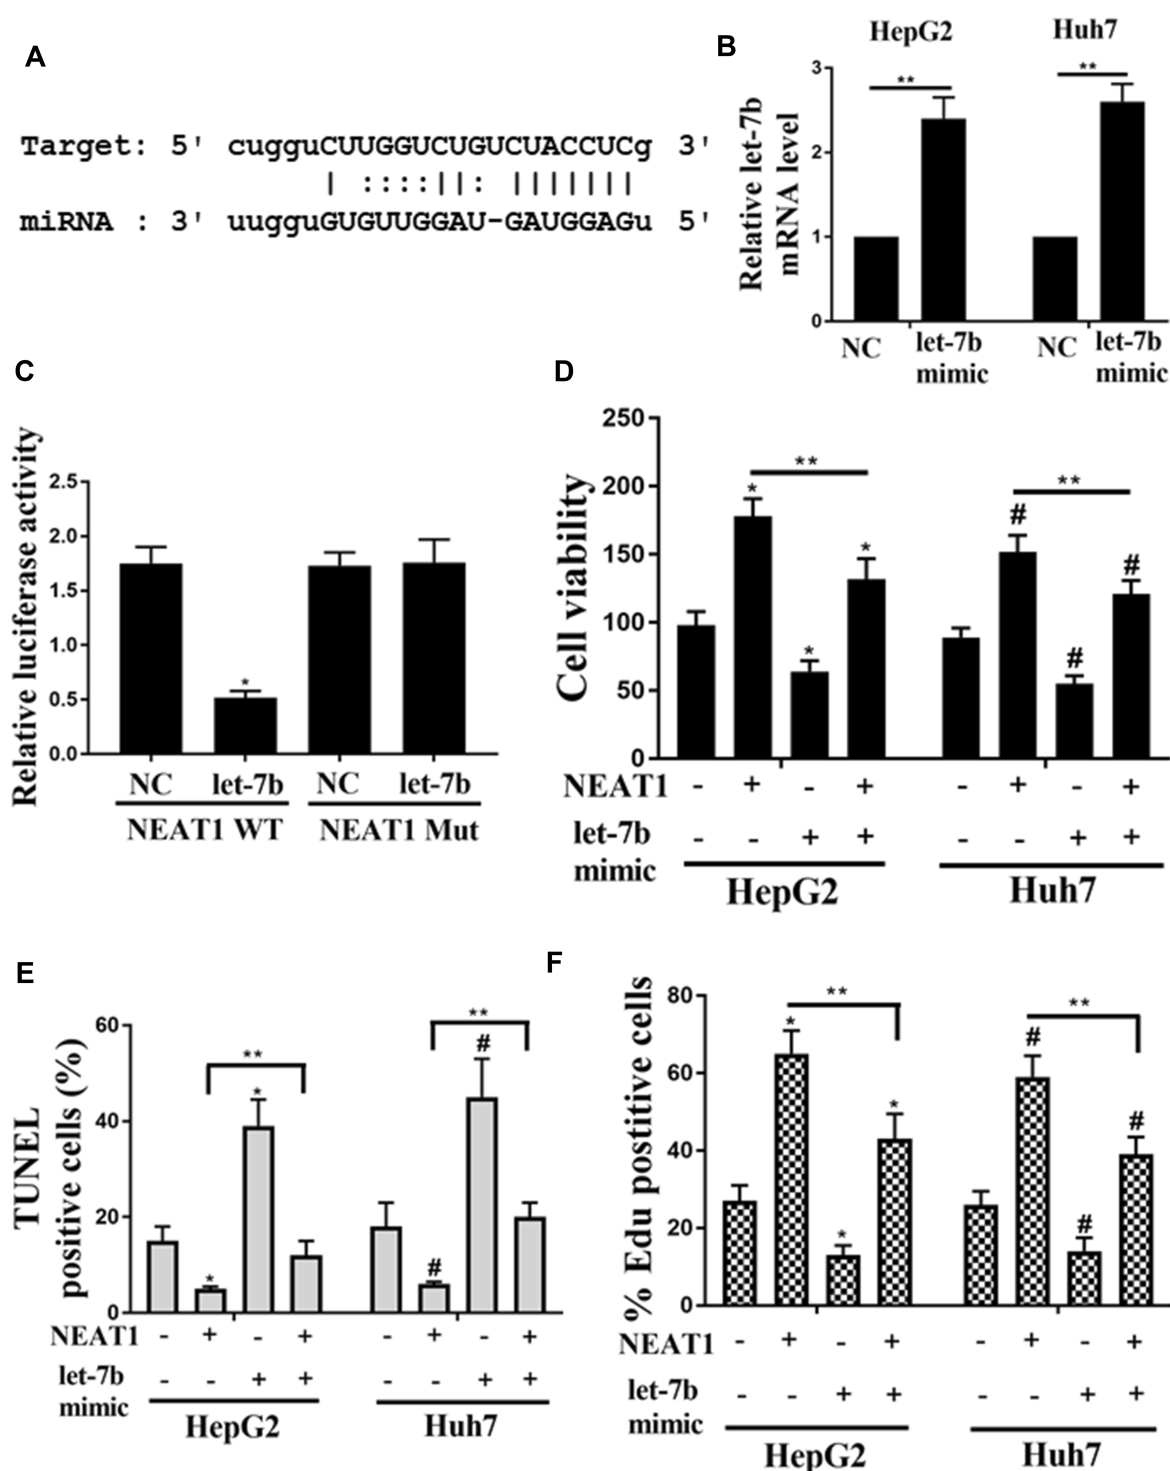 A
Target: 5' cugguCUUGGUCUGUCUACCUCg 3'
| ::::||: |||||||
miRNA : 3' uugguGUGUUGGAU-GAUGGAGu 5'
B
HepG2 Huh7
Relative let-7b
mRNA level
3
2
1
0
** **
NC let-7b mimic NC let-7b mimic
C
Relative luciferase activity
2.5
2.0
1.5
1.0
0.5
0.0
*
NC let-7b NC let-7b
NEAT1 WT NEAT1 Mut
D
Cell viability
250
200
150
100
50
0
** **
* * * # # #
NEAT1 - + - + - + - +
let-7b mimic - - + + - - + +
HepG2 Huh7
E
TUNEL
positive cells (%)
60
40
20
0
** **
* * # #
NEAT1 - + - + - + - +
let-7b mimic - - + + - - + +
HepG2 Huh7
F
% Edu postitive cells
80
60
40
20
0
** **
* * * # # #
NEAT1 - + - + - + - +
let-7b mimic - - + + - - + +
HepG2 Huh7